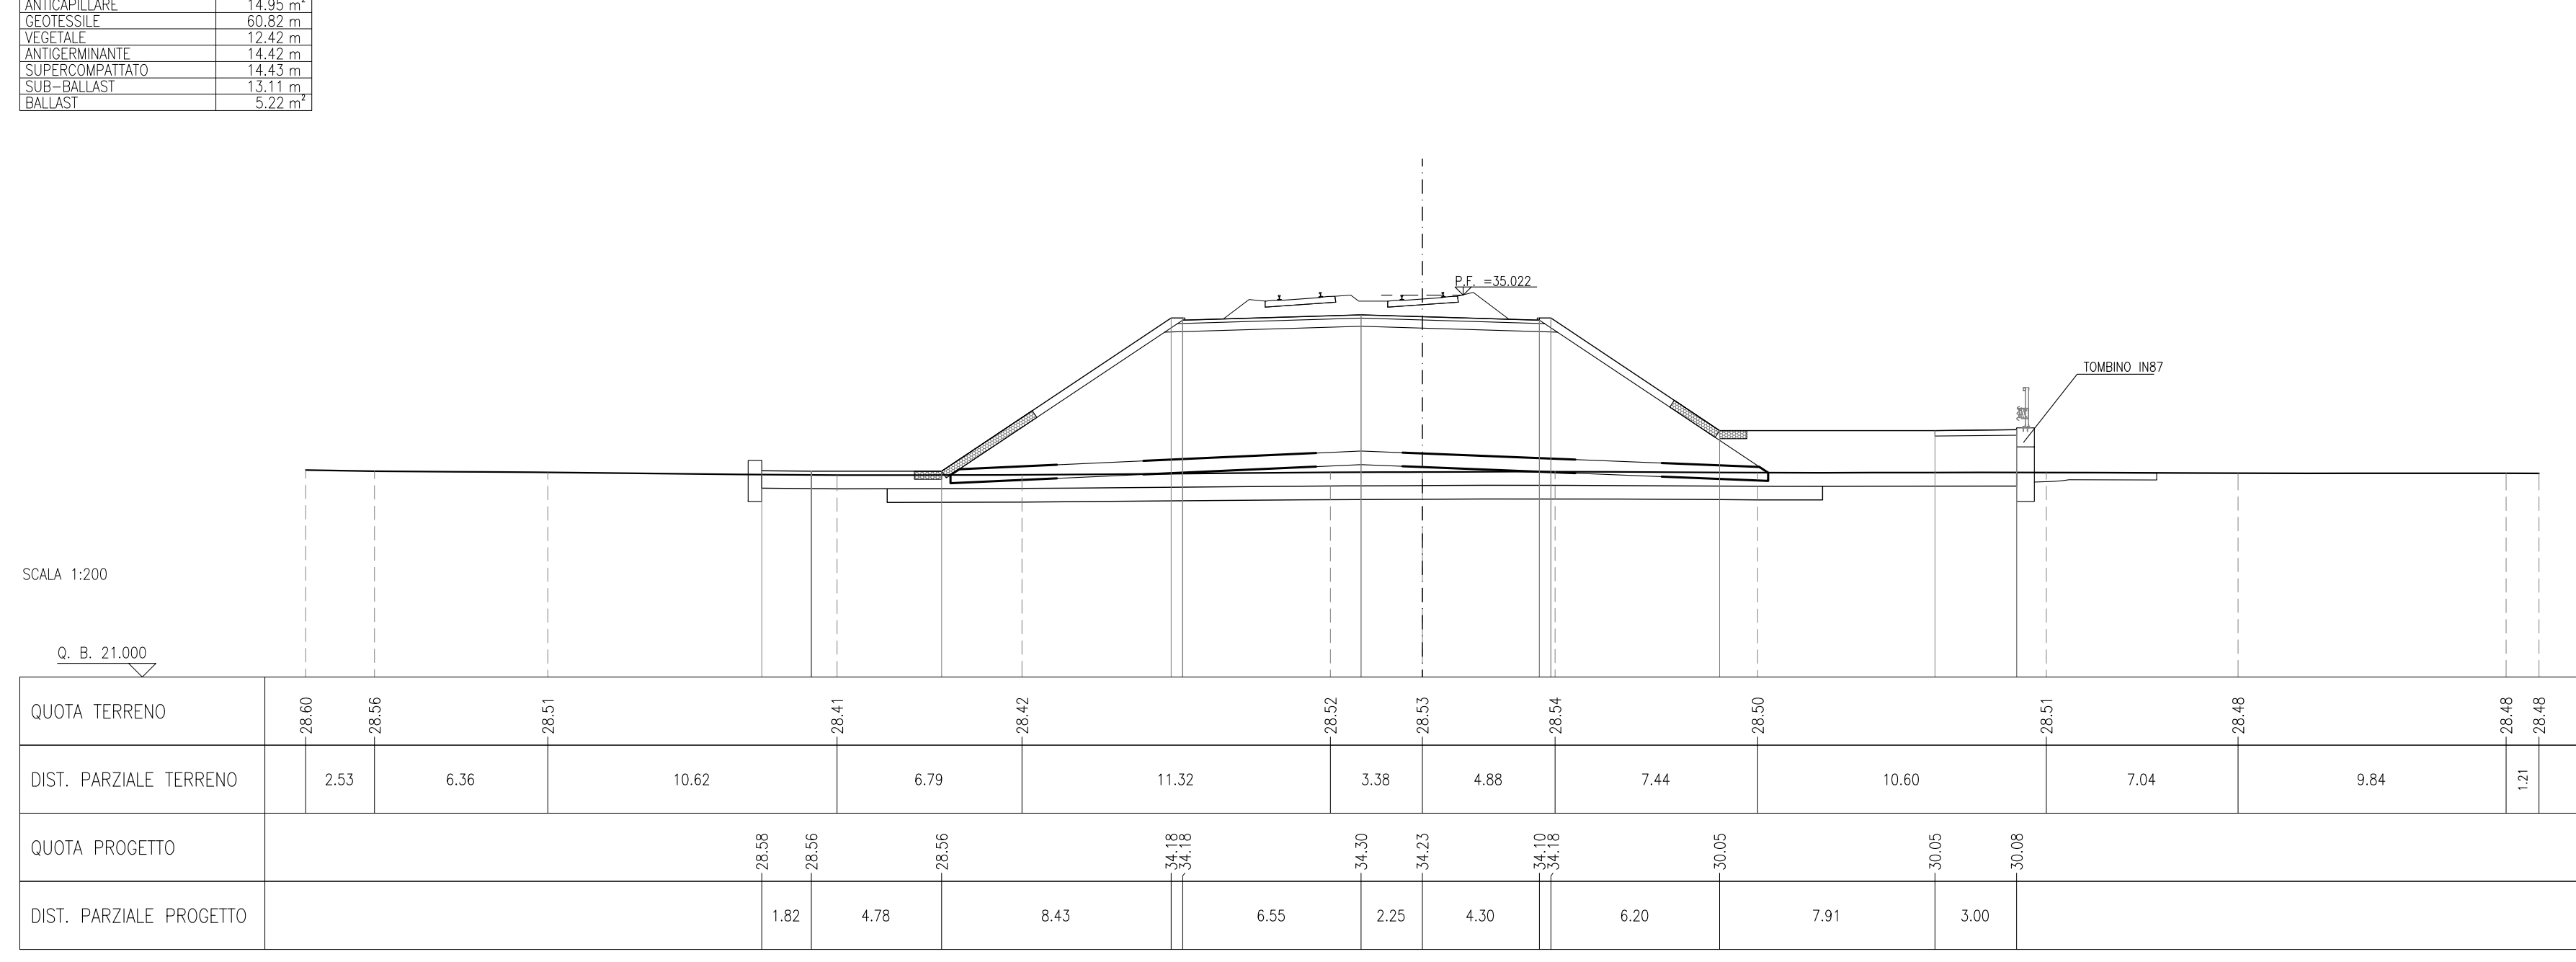 ANTICAPILLARE 14.95 m²
GEOTESSILE 60.82 m
VEGETALE 12.42 m
ANTIGERMINANTE 14.42 m
SUPERCOMPATTATO 14.43 m
SUB-BALLAST 13.11 m
BALLAST 5.22 m²
P.F. =35.022
TOMBINO IN87
SCALA 1:200
Q. B. 21.000
QUOTA TERRENO 28.60 28.56 28.51 28.41 28.42 28.52 28.53 28.54 28.50 28.51 28.48 28.48 28.48
DIST. PARZIALE TERRENO 2.53 6.36 10.62 6.79 11.32 3.38 4.88 7.44 10.60 7.04 9.84 1.21
QUOTA PROGETTO 28.58 28.56 28.56 34.18 34.18 34.30 34.23 34.10 34.18 30.05 30.05 30.08
DIST. PARZIALE PROGETTO 1.82 4.78 8.43 6.55 2.25 4.30 6.20 7.91 3.00